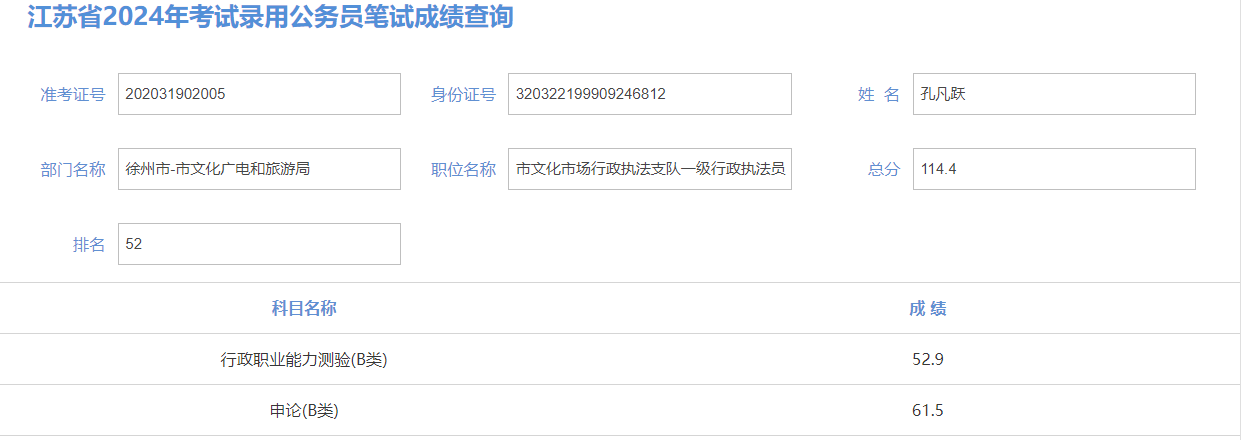 江苏省2024年考试录用公务员笔试成绩查询
准考证号 202031902005 身份证号 320322199909246812 姓 名 孔凡跃
部门名称 徐州市-市文化广电和旅游局 职位名称 市文化市场行政执法支队一级行政执法员 总分 114.4
排名 52
科目名称 成 绩
行政职业能力测验(B类) 52.9
申论(B类) 61.5